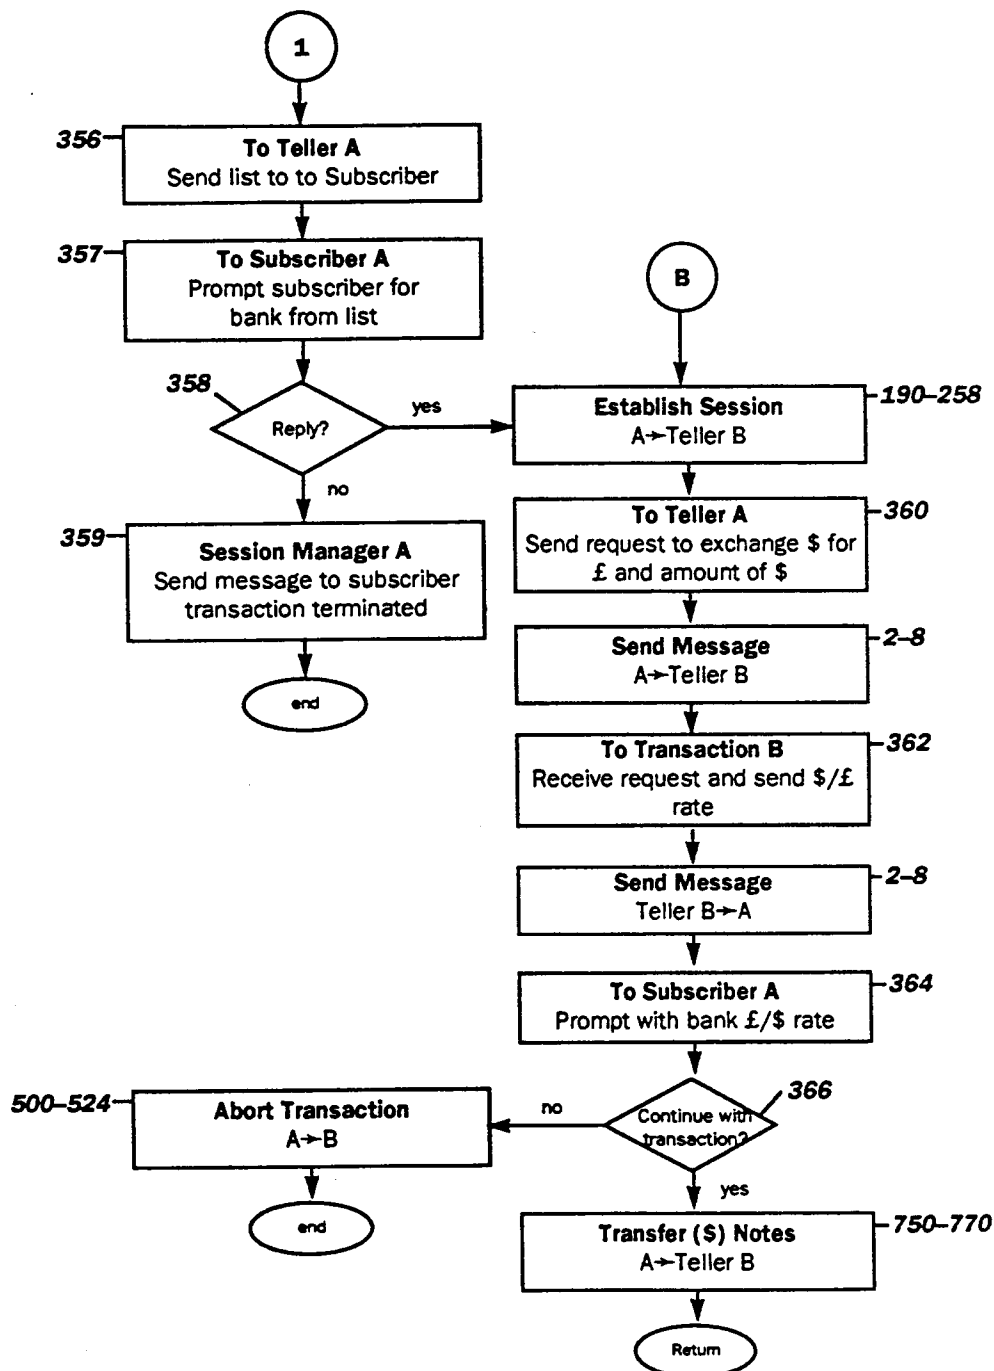 1
356
To Teller A
Send list to to Subscriber
357
To Subscriber A
Prompt subscriber for
bank from list
B
358
Reply?
yes
no
190–258
Establish Session
A→Teller B
360
To Teller A
Send request to exchange $ for
£ and amount of $
359
Session Manager A
Send message to subscriber
transaction terminated
end
2–8
Send Message
A→Teller B
362
To Transaction B
Receive request and send $/£
rate
2–8
Send Message
Teller B→A
364
To Subscriber A
Prompt with bank £/$ rate
366
Continue with
transaction?
no
yes
500–524
Abort Transaction
A→B
end
750–770
Transfer ($) Notes
A→Teller B
Return